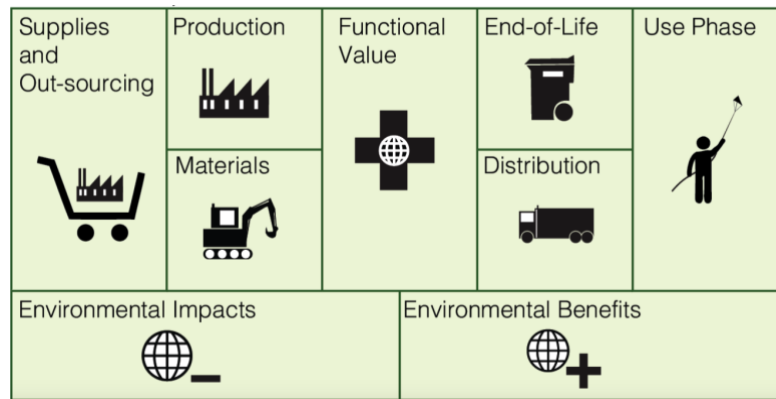 Supplies
and
Out-sourcing
Production
Materials
Functional
Value
End-of-Life
Distribution
Use Phase
Environmental Impacts
Environmental Benefits